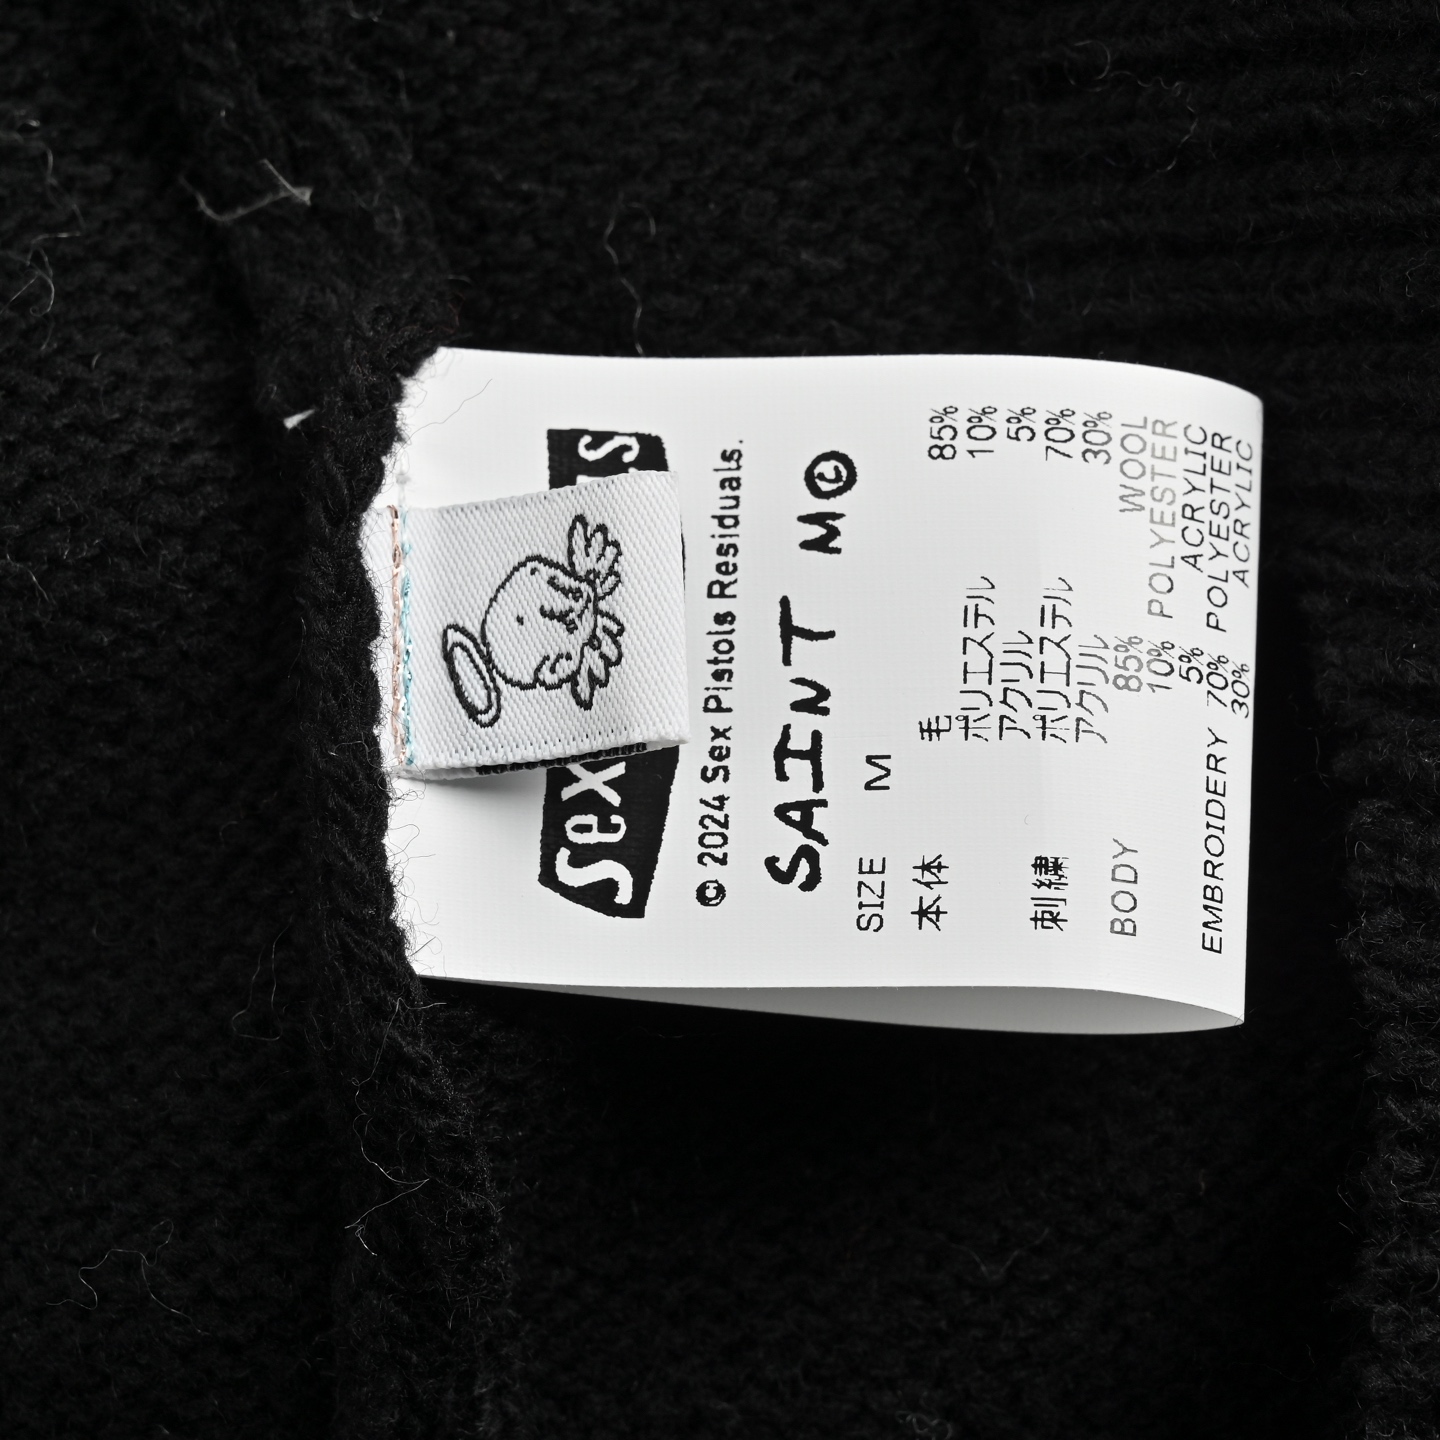 Sex
© 2024 Sex Pistols Residuals.
SAINT M
SIZE M
本体 毛 85%
ポリエステル 10%
アクリル 5%
刺繍 ポリエステル 70%
アクリル 30%
BODY 85% WOOL
10% POLYESTER
5% ACRYLIC
EMBROIDERY 70% POLYESTER
30% ACRYLIC